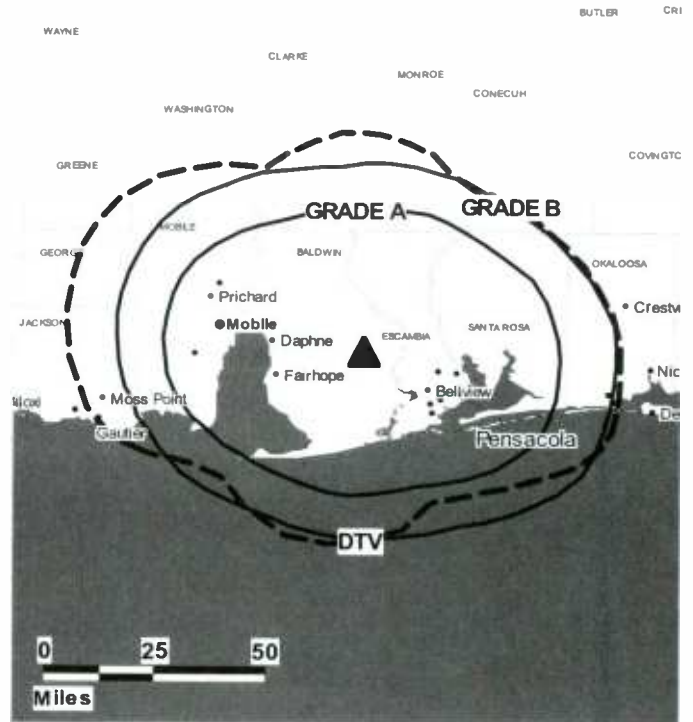 BUTLER
WAYNE
CLARKE
MONROE
CONECUH
WASHINGTON
GREENE
GRADE A
GRADE B
MOBILE
BALDWIN
OKALOOSA
Prichard
JACKSON
Mobile
ESCAMBIA
SANTA ROSA
Daphne
Fairhope
Bellview
Moss Point
Gautier
Pensacola
DTV
0 25 50
Miles